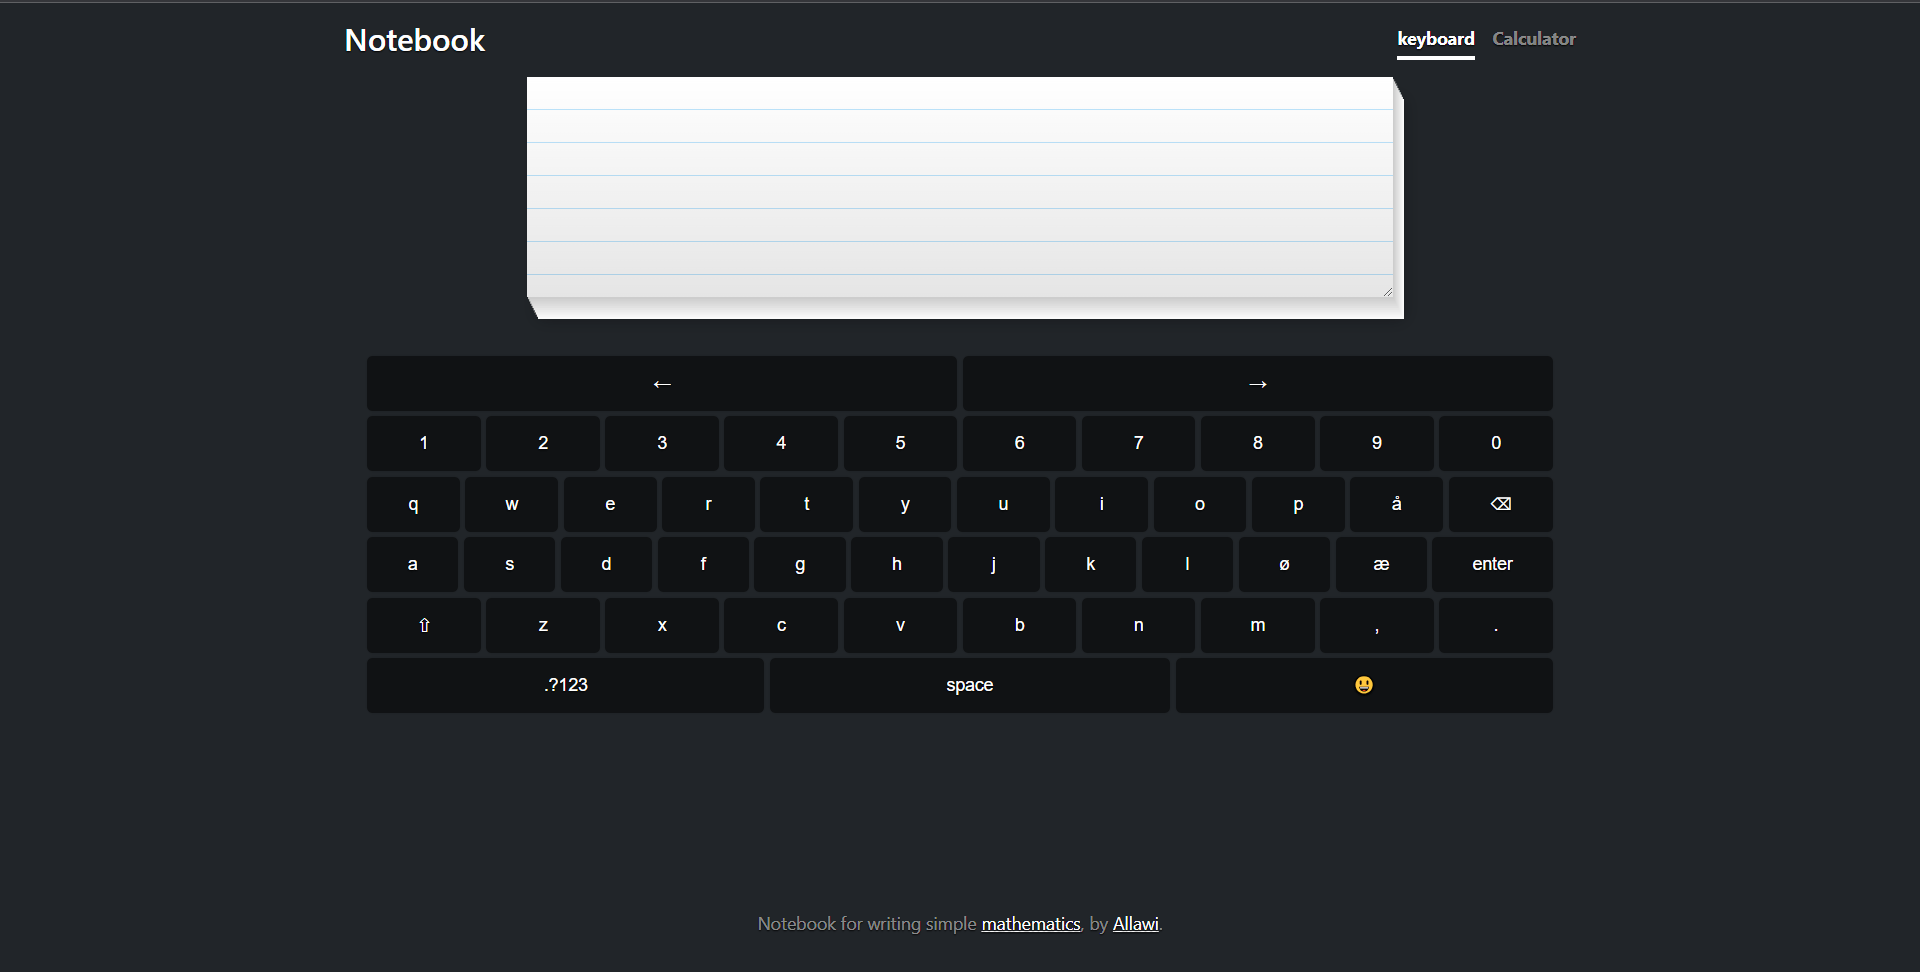 Notebook
keyboard Calculator
← →
1 2 3 4 5 6 7 8 9 0
q w e r t y u i o p å ⌫
a s d f g h j k l ø æ enter
⇧ z x c v b n m , .
.?123 space 😃
Notebook for writing simple mathematics, by Allawi.